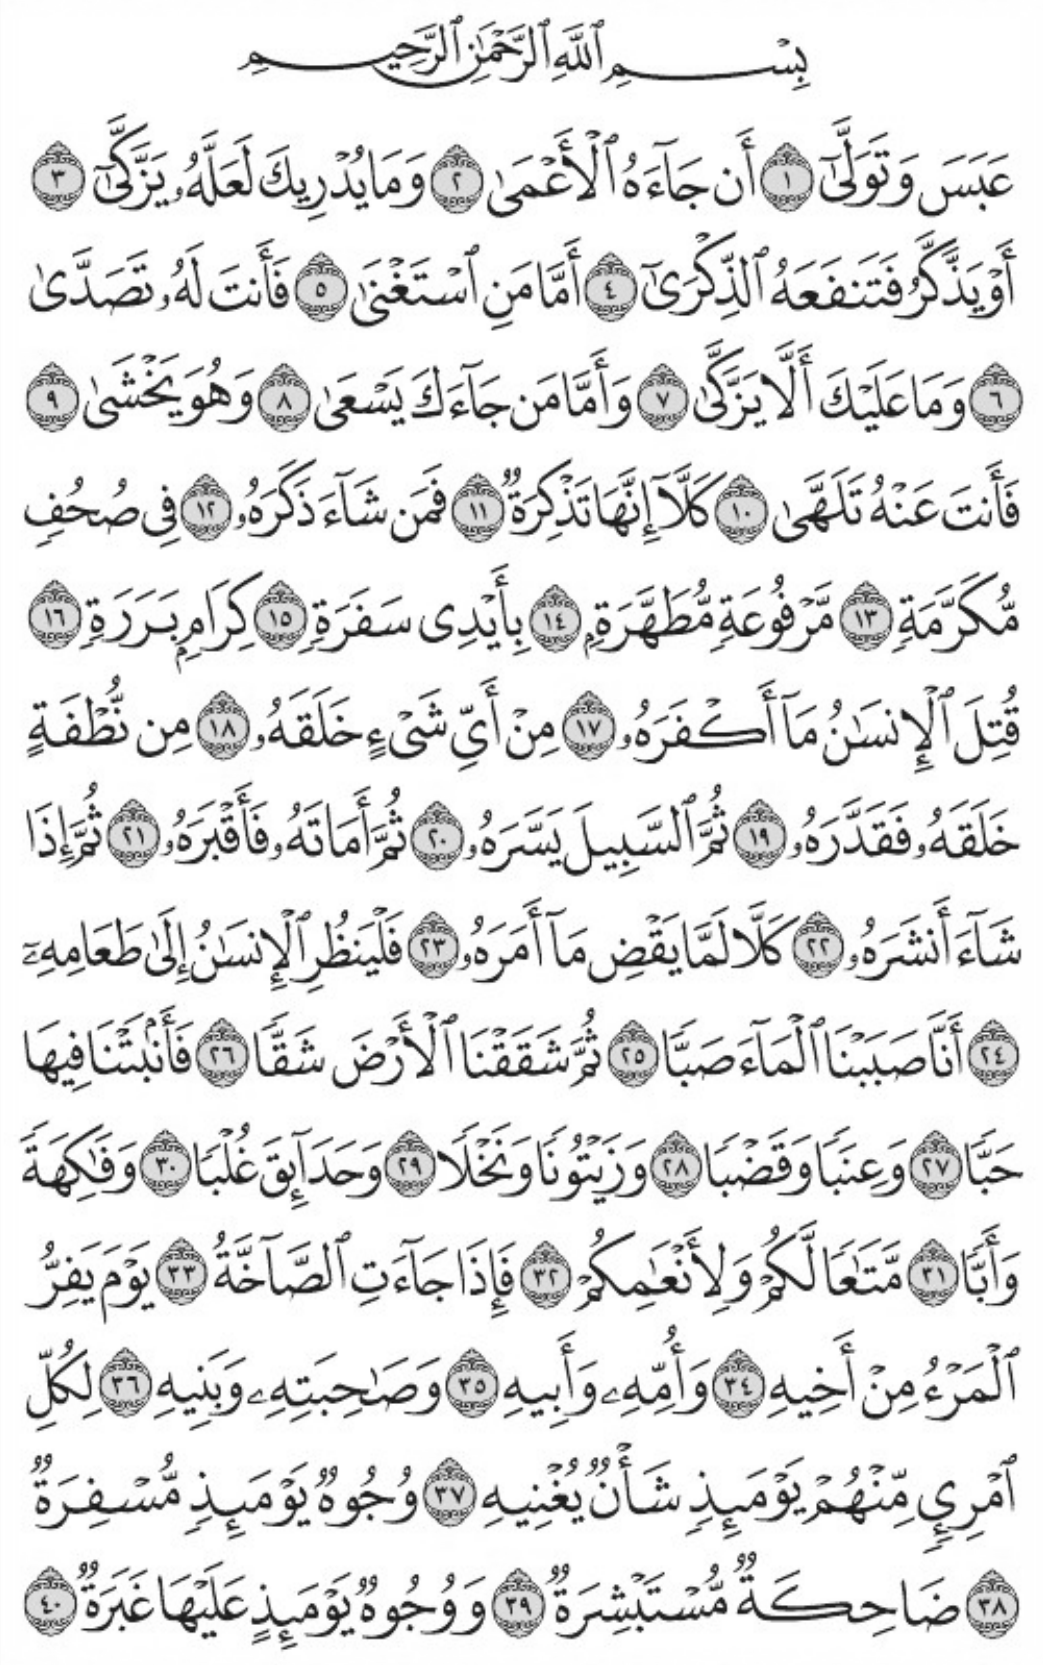 بِسْمِ ٱللَّهِ ٱلرَّحْمَٰنِ ٱلرَّحِيمِ
عَبَسَ وَتَوَلَّىٰٓ ١ أَن جَآءَهُ ٱلْأَعْمَىٰ ٢ وَمَا يُدْرِيكَ لَعَلَّهُۥ يَزَّكَّىٰٓ ٣
أَوْ يَذَّكَّرُ فَتَنفَعَهُ ٱلذِّكْرَىٰٓ ٤ أَمَّا مَنِ ٱسْتَغْنَىٰ ٥ فَأَنتَ لَهُۥ تَصَدَّىٰ
٦ وَمَا عَلَيْكَ أَلَّا يَزَّكَّىٰ ٧ وَأَمَّا مَن جَآءَكَ يَسْعَىٰ ٨ وَهُوَ يَخْشَىٰ ٩
فَأَنتَ عَنْهُ تَلَهَّىٰ ١٠ كَلَّآ إِنَّهَا تَذْكِرَةٌ ١١ فَمَن شَآءَ ذَكَرَهُۥ ١٢ فِى صُحُفٍ
مُّكَرَّمَةٍ ١٣ مَّرْفُوعَةٍ مُّطَهَّرَةٍۭ ١٤ بِأَيْدِى سَفَرَةٍ ١٥ كِرَامٍۭ بَرَرَةٍ ١٦
قُتِلَ ٱلْإِنسَٰنُ مَآ أَكْفَرَهُۥ ١٧ مِنْ أَىِّ شَىْءٍ خَلَقَهُۥ ١٨ مِن نُّطْفَةٍ
خَلَقَهُۥ فَقَدَّرَهُۥ ١٩ ثُمَّ ٱلسَّبِيلَ يَسَّرَهُۥ ٢٠ ثُمَّ أَمَاتَهُۥ فَأَقْبَرَهُۥ ٢١ ثُمَّ إِذَا
شَآءَ أَنشَرَهُۥ ٢٢ كَلَّا لَمَّا يَقْضِ مَآ أَمَرَهُۥ ٢٣ فَلْيَنظُرِ ٱلْإِنسَٰنُ إِلَىٰ طَعَامِهِۦٓ
٢٤ أَنَّا صَبَبْنَا ٱلْمَآءَ صَبًّا ٢٥ ثُمَّ شَقَقْنَا ٱلْأَرْضَ شَقًّا ٢٦ فَأَنۢبَتْنَا فِيهَا
حَبًّا ٢٧ وَعِنَبًا وَقَضْبًا ٢٨ وَزَيْتُونًا وَنَخْلًا ٢٩ وَحَدَآئِقَ غُلْبًا ٣٠ وَفَٰكِهَةً
وَأَبًّا ٣١ مَّتَٰعًا لَّكُمْ وَلِأَنْعَٰمِكُمْ ٣٢ فَإِذَا جَآءَتِ ٱلصَّآخَّةُ ٣٣ يَوْمَ يَفِرُّ
ٱلْمَرْءُ مِنْ أَخِيهِ ٣٤ وَأُمِّهِۦ وَأَبِيهِ ٣٥ وَصَٰحِبَتِهِۦ وَبَنِيهِ ٣٦ لِكُلِّ
ٱمْرِئٍ مِّنْهُمْ يَوْمَئِذٍ شَأْنٌ يُغْنِيهِ ٣٧ وُجُوهٌ يَوْمَئِذٍ مُّسْفِرَةٌ
٣٨ ضَاحِكَةٌ مُّسْتَبْشِرَةٌ ٣٩ وَوُجُوهٌ يَوْمَئِذٍ عَلَيْهَا غَبَرَةٌ ٤٠